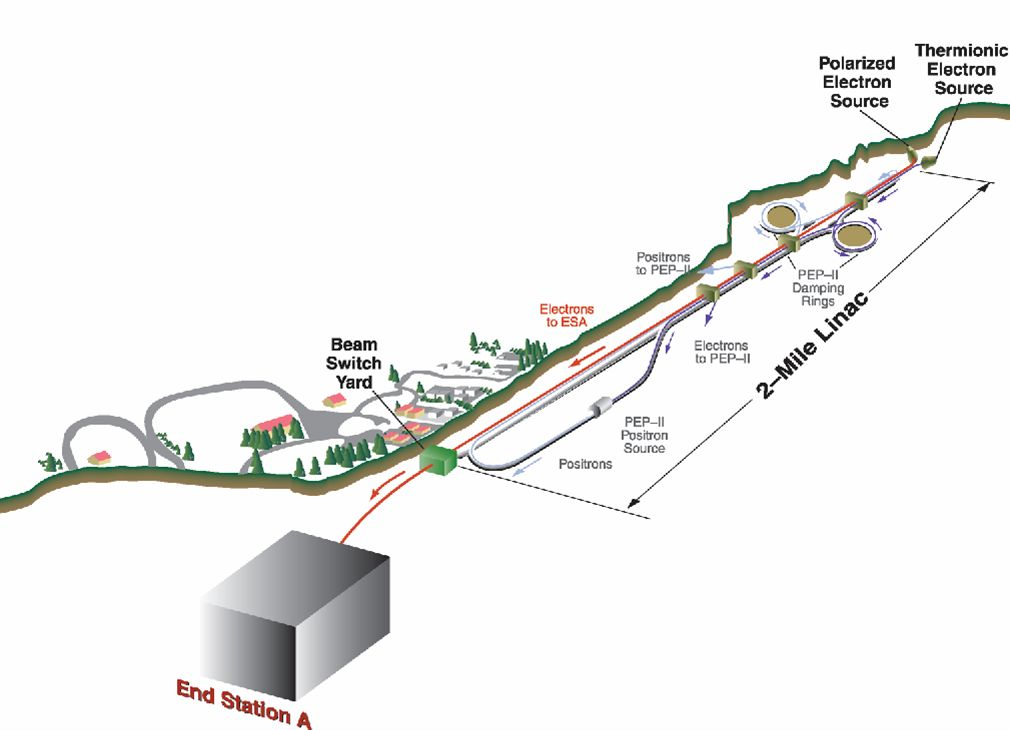 Thermionic
Electron
Source
Polarized
Electron
Source
Positrons
to PEP–II
PEP–II
Damping
Rings
Electrons
to ESA
Electrons
to PEP–II
2–Mile Linac
Beam
Switch
Yard
PEP–II
Positron
Source
Positrons
End Station A